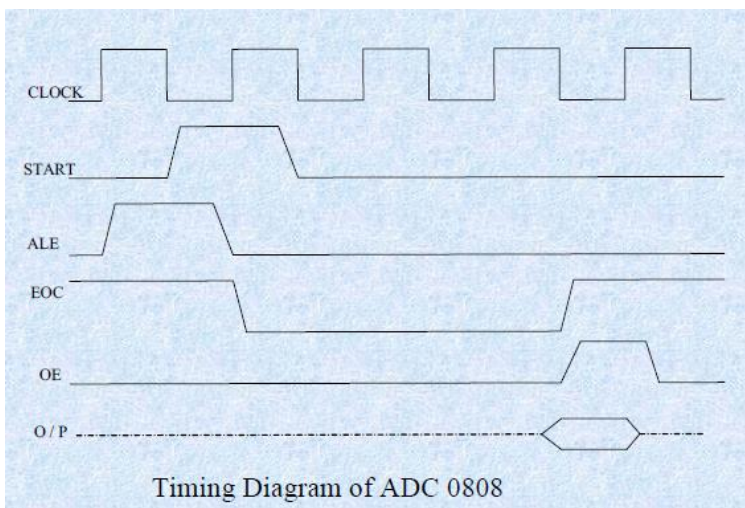 CLOCK
START
ALE
EOC
OE
O / P
Timing Diagram of ADC 0808